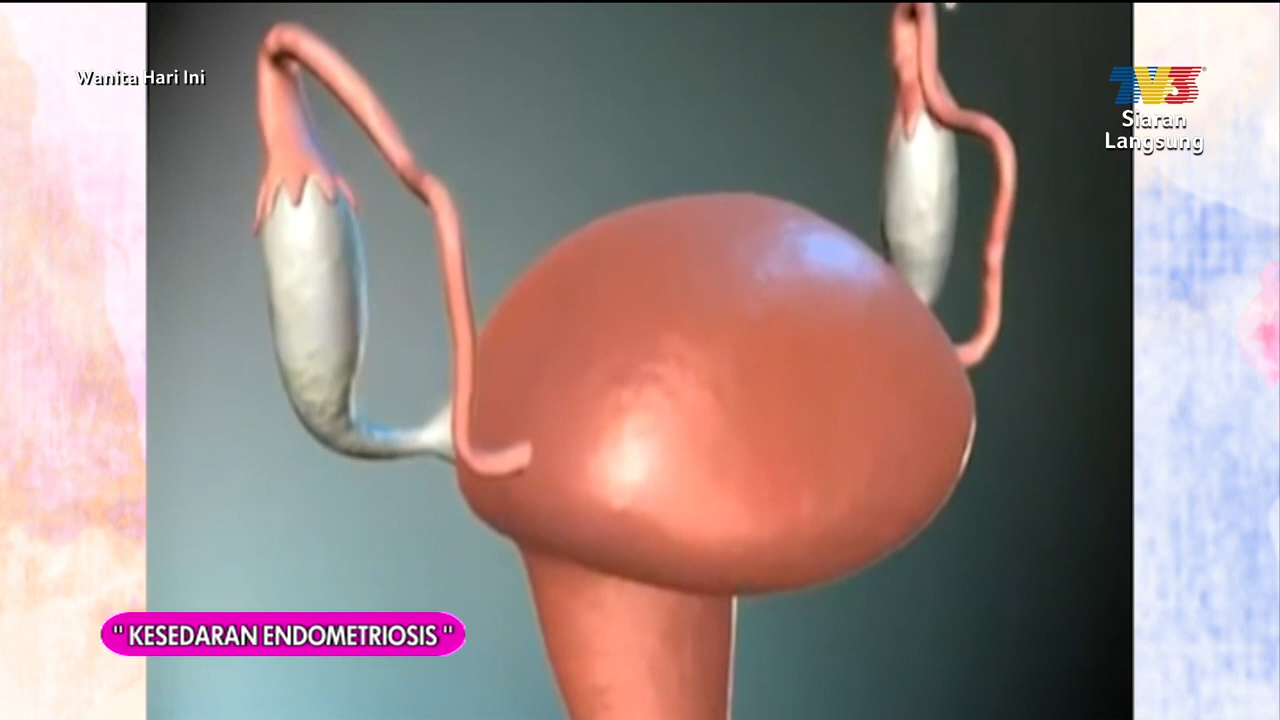 Wanita Hari Ini
TV3
Siaran
Langsung
" KESEDARAN ENDOMETRIOSIS "